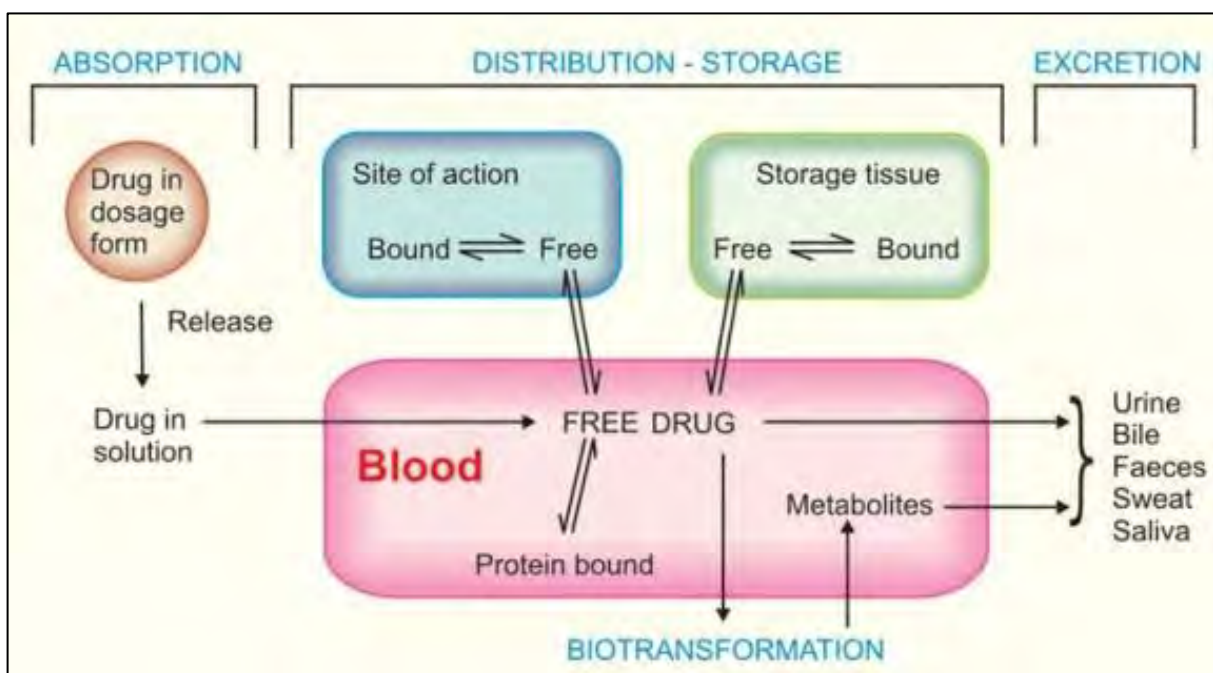 ABSORPTION
DISTRIBUTION - STORAGE
EXCRETION
Drug in
dosage
form
Release
Drug in
solution
Site of action
Bound Free
Storage tissue
Free Bound
FREE DRUG
Blood
Protein bound
Metabolites
BIOTRANSFORMATION
Urine
Bile
Faeces
Sweat
Saliva